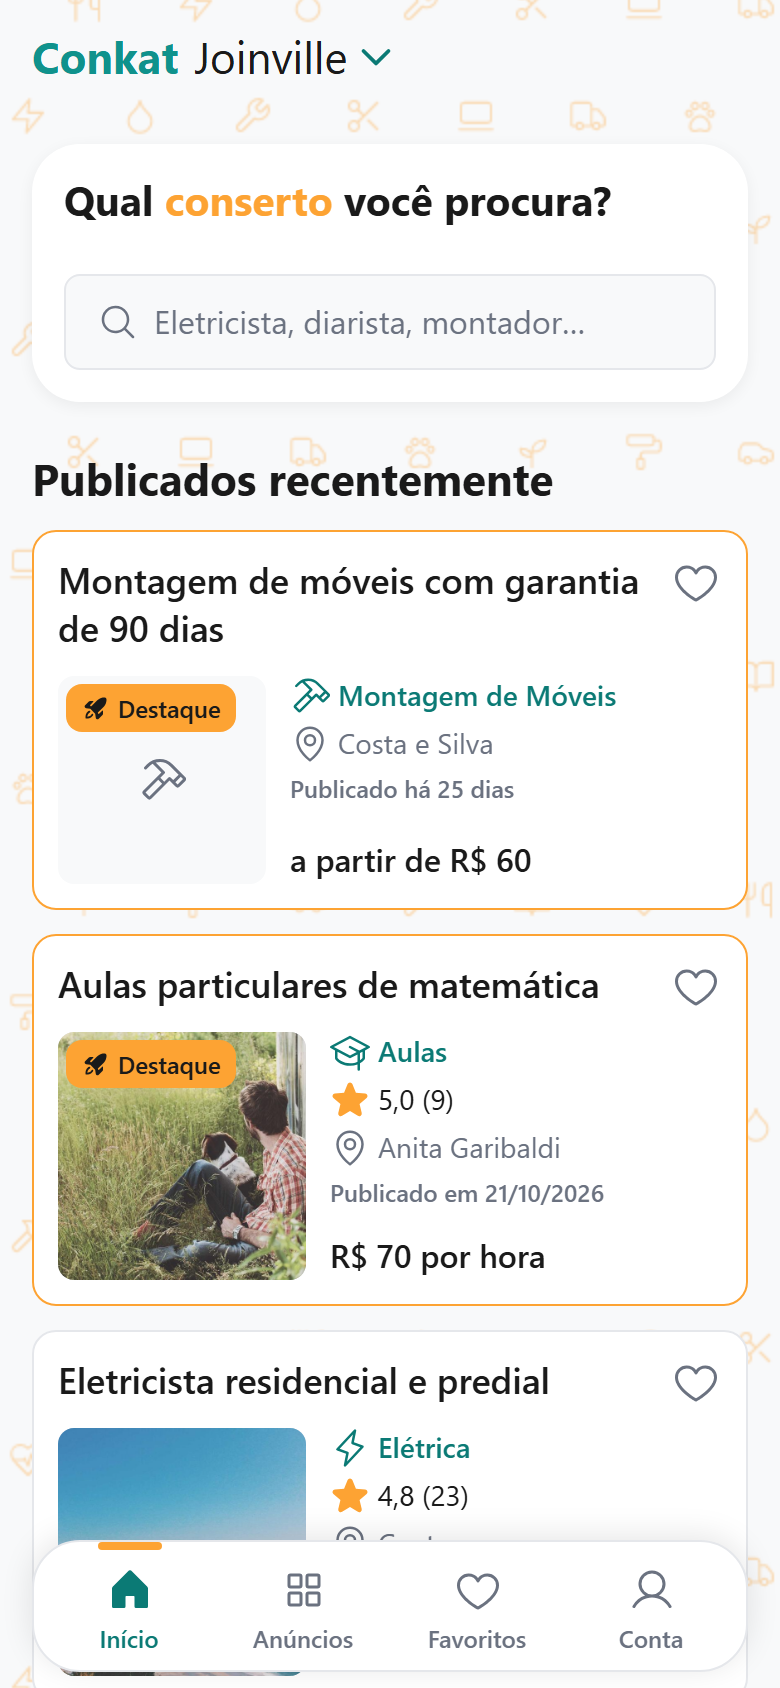 Conkat Joinville
Qual conserto você procura?
Eletricista, diarista, montador...
Publicados recentemente
Montagem de móveis com garantia
de 90 dias
Destaque
Montagem de Móveis
Costa e Silva
Publicado há 25 dias
a partir de R$ 60
Aulas particulares de matemática
Destaque
Aulas
5,0 (9)
Anita Garibaldi
Publicado em 21/10/2026
R$ 70 por hora
Eletricista residencial e predial
Elétrica
4,8 (23)
Início
Anúncios
Favoritos
Conta